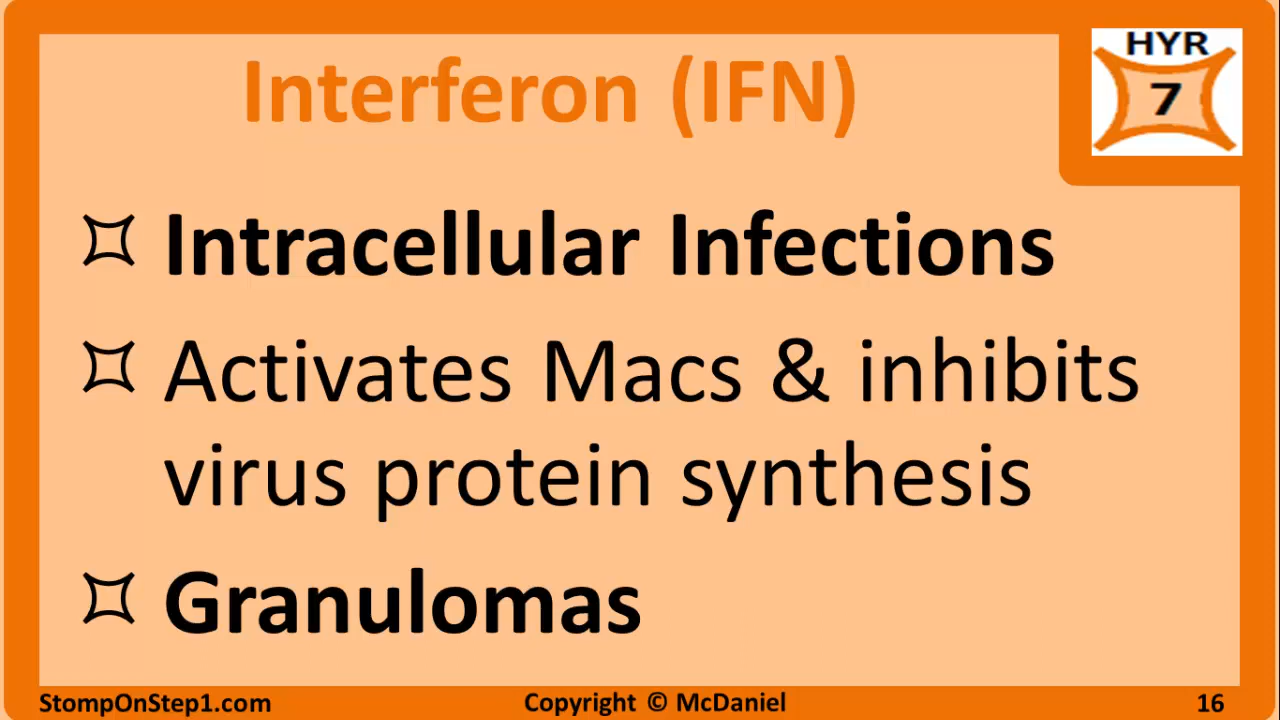 Interferon (IFN)
HYR
7
Intracellular Infections
Activates Macs & inhibits
virus protein synthesis
Granulomas
StompOnStep1.com
Copyright © McDaniel
16